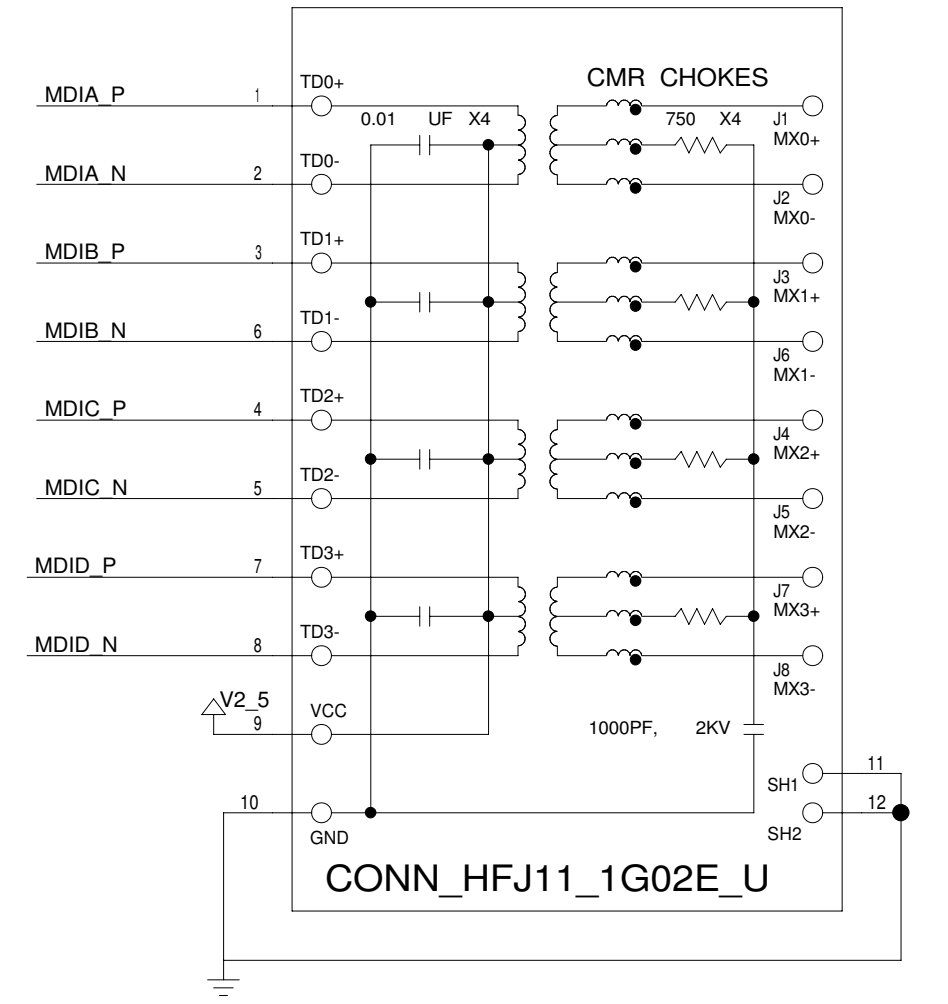 CMR CHOKES
MDIA_P 1 TD0+
0.01 UF X4 750 X4 J1
MX0+
MDIA_N 2 TD0-
J2
MX0-
MDIB_P 3 TD1+
J3
MX1+
MDIB_N 6 TD1-
J6
MX1-
MDIC_P 4 TD2+
J4
MX2+
MDIC_N 5 TD2-
J5
MX2-
MDID_P 7 TD3+
J7
MX3+
MDID_N 8 TD3-
J8
MX3-
V2_5 9 VCC
1000PF, 2KV
SH1 11
10 GND
SH2 12
CONN_HFJ11_1G02E_U